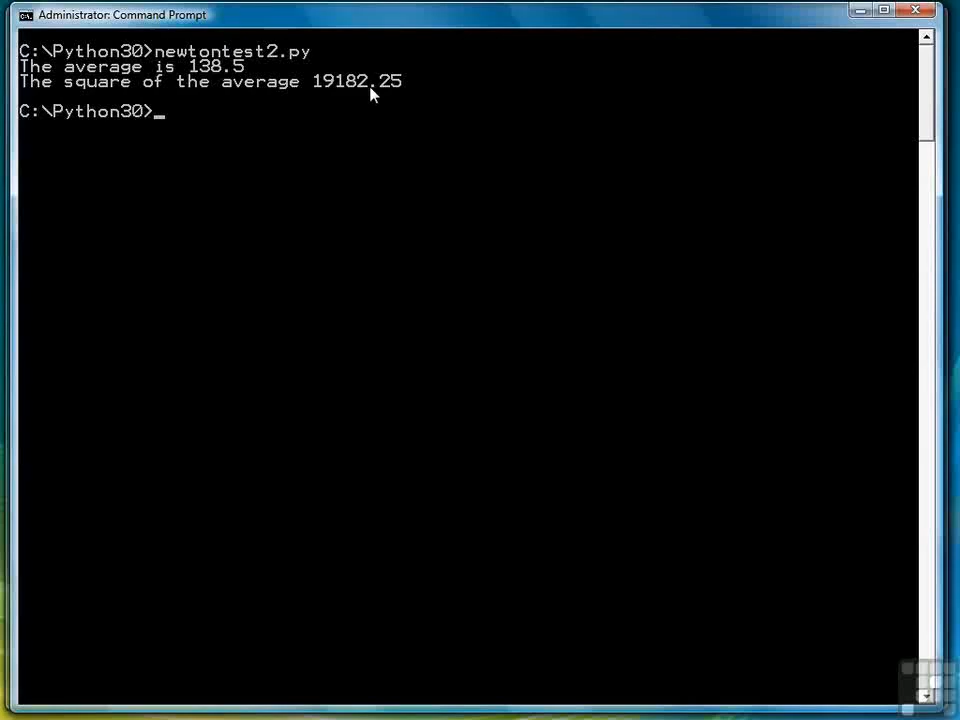 Administrator: Command Prompt
C:\Python30>newtontest2.py
The average is 138.5
The square of the average 19182.25
C:\Python30>_